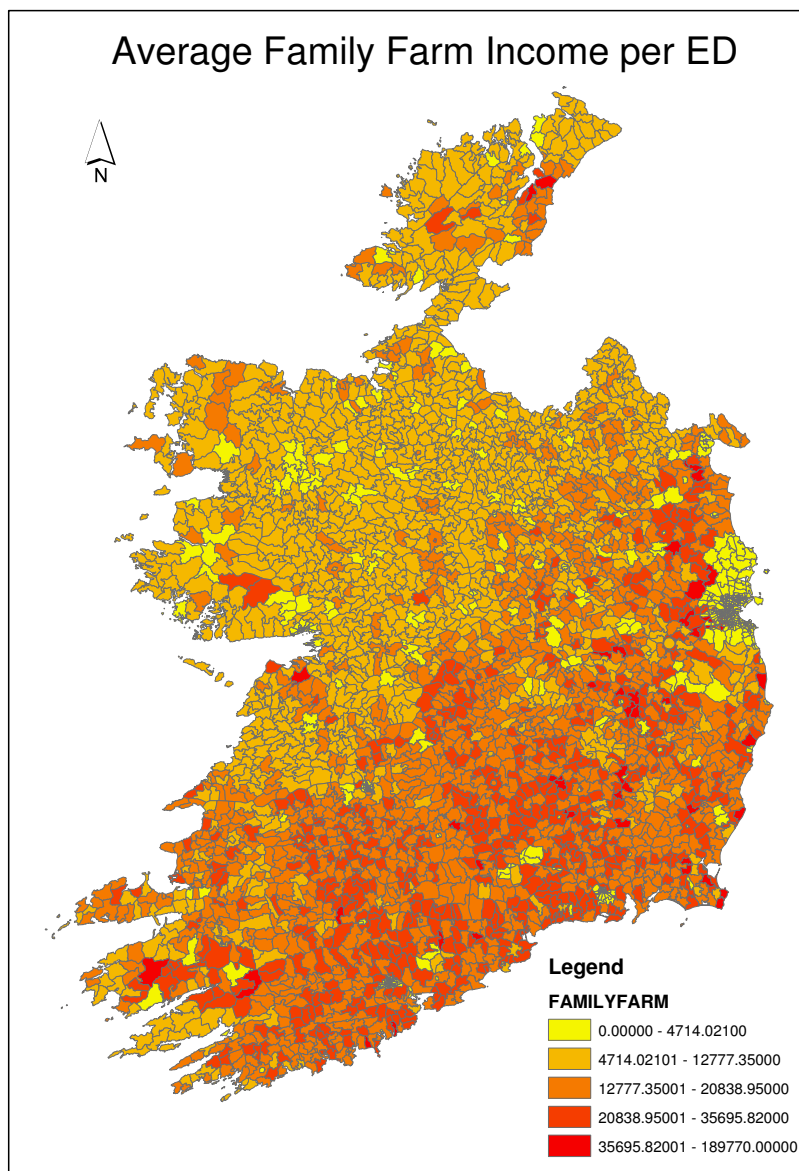 Average Family Farm Income per ED
N
Legend
FAMILYFARM
0.00000 - 4714.02100
4714.02101 - 12777.35000
12777.35001 - 20838.95000
20838.95001 - 35695.82000
35695.82001 - 189770.00000